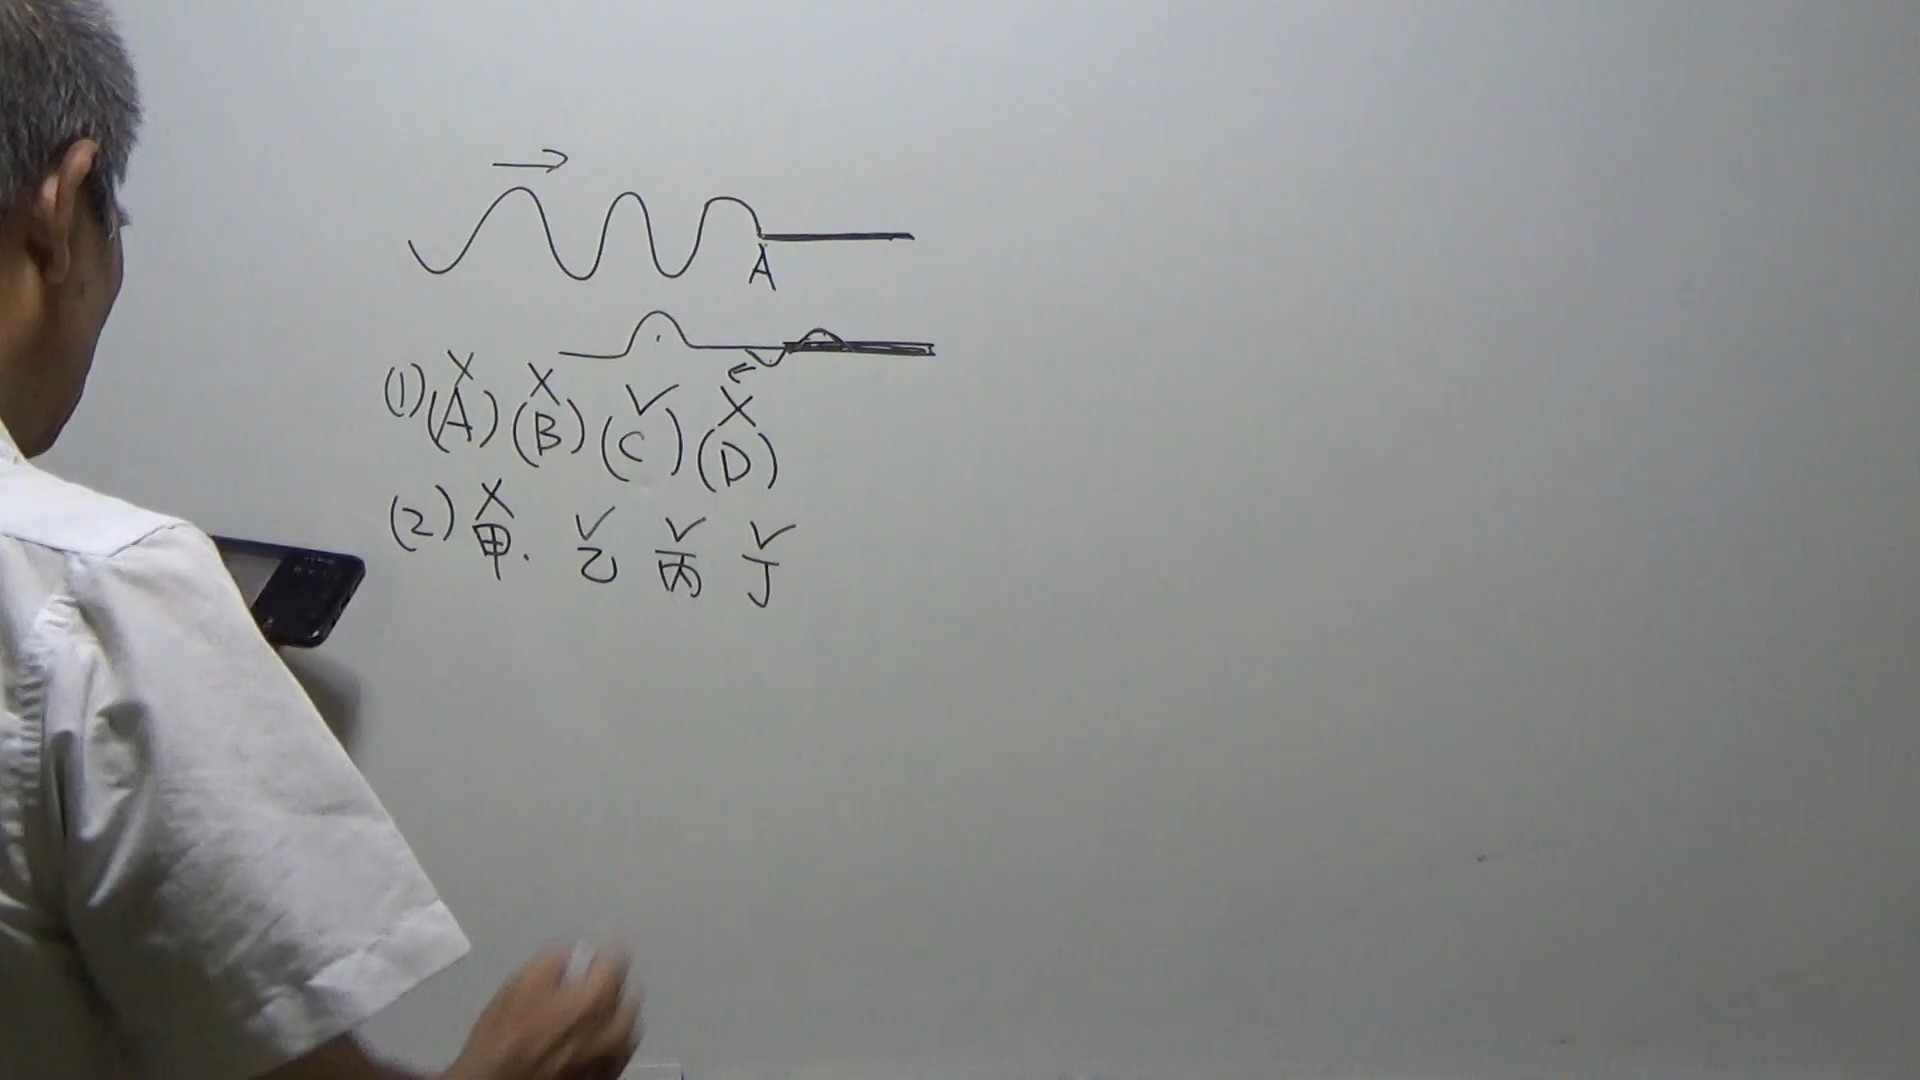 A
X X ✓ X
(1) (A) (B) (C) (D)
X ✓ ✓ ✓
(2) 甲. 乙 丙 丁